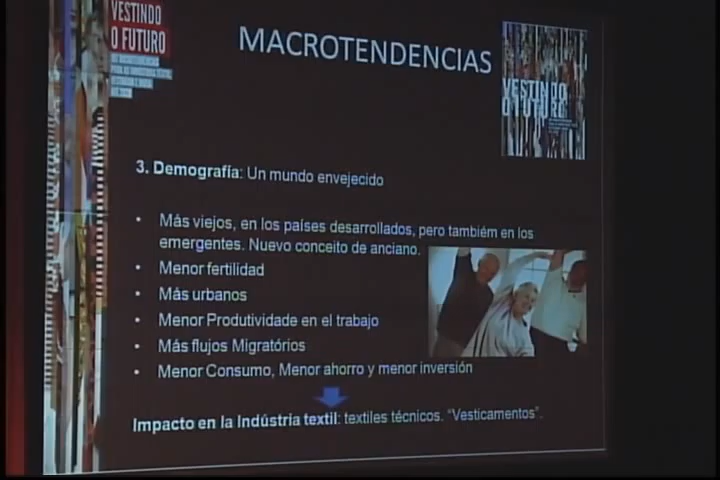 VESTINDO
O FUTURO
MACROTENDENCIAS
VESTINDO
O FUTURO
3. Demografía: Un mundo envejecido
• Más viejos, en los países desarrollados, pero tambiém en los
emergentes. Nuevo conceito de anciano.
• Menor fertilidad
• Más urbanos
• Menor Produtividade en el trabajo
• Más flujos Migratórios
• Menor Consumo, Menor ahorro y menor inversión
Impacto en la Indústria textil: textiles técnicos. "Vesticamentos".